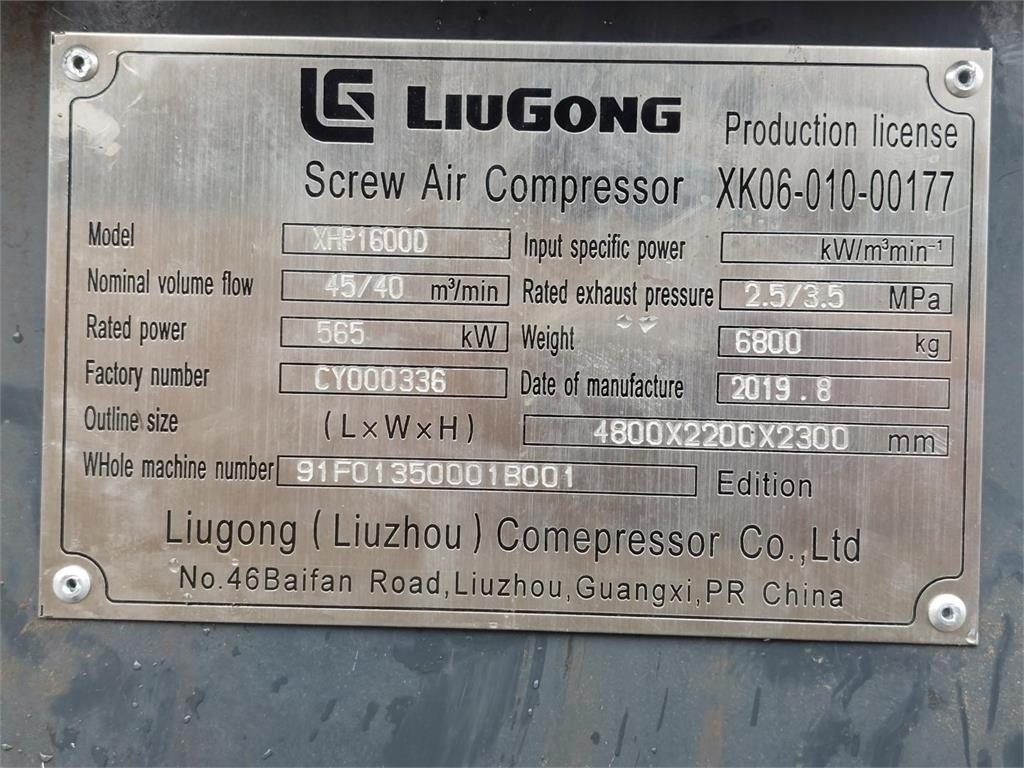 LG LIUGONG
Production license
Screw Air Compressor XK06-010-00177
Model XHP1600D Input specific power kW/m³min⁻¹
Nominal volume flow 45/40 m³/min Rated exhaust pressure 2.5/3.5 MPa
Rated power 565 kW Weight 6800 kg
Factory number CY000336 Date of manufacture 2019.8
Outline size (L×W×H) 4800X2200X2300 mm
WHole machine number 91F01350001B001 Edition
Liugong (Liuzhou) Comepressor Co.,Ltd
No.46Baifan Road,Liuzhou,Guangxi,PR China